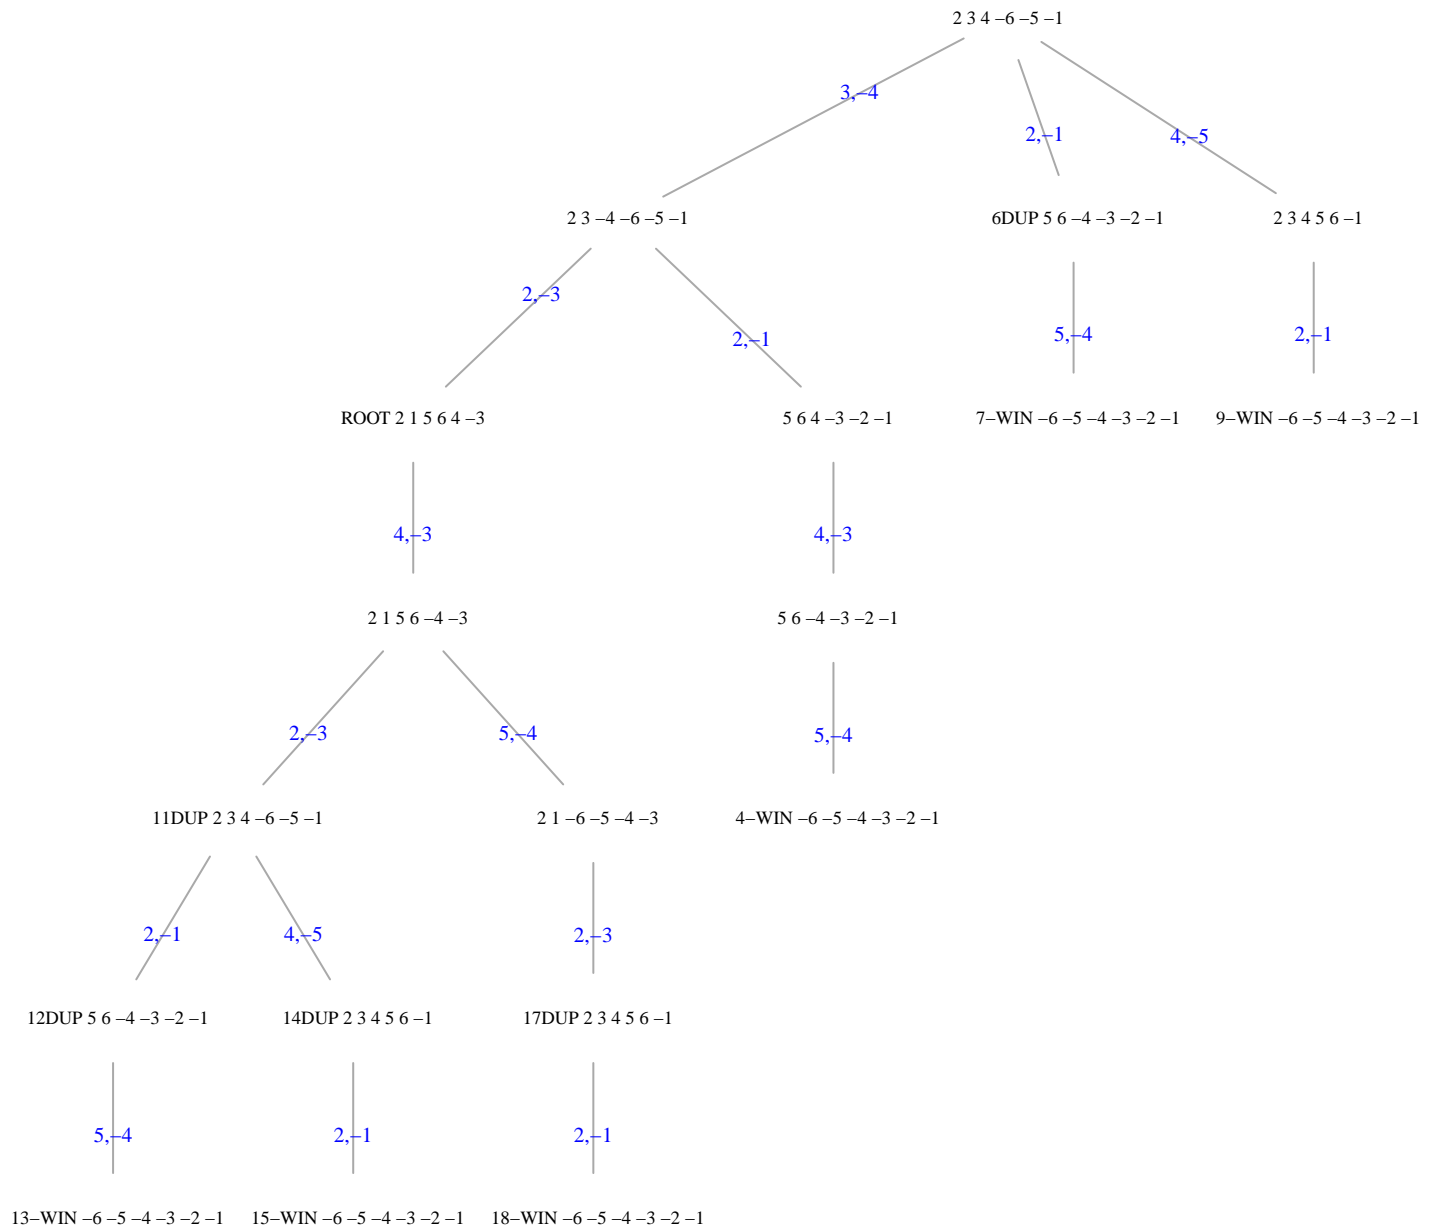 2 3 4 –6 –5 –1
3,–4
2,–1
4,–5
2 3 –4 –6 –5 –1
6DUP 5 6 –4 –3 –2 –1
2 3 4 5 6 –1
2,–3
2,–1
5,–4
2,–1
ROOT 2 1 5 6 4 –3
5 6 4 –3 –2 –1
7–WIN –6 –5 –4 –3 –2 –1
9–WIN –6 –5 –4 –3 –2 –1
4,–3
4,–3
2 1 5 6 –4 –3
5 6 –4 –3 –2 –1
2,–3
5,–4
5,–4
11DUP 2 3 4 –6 –5 –1
2 1 –6 –5 –4 –3
4–WIN –6 –5 –4 –3 –2 –1
2,–1
4,–5
2,–3
12DUP 5 6 –4 –3 –2 –1
14DUP 2 3 4 5 6 –1
17DUP 2 3 4 5 6 –1
5,–4
2,–1
2,–1
13–WIN –6 –5 –4 –3 –2 –1
15–WIN –6 –5 –4 –3 –2 –1
18–WIN –6 –5 –4 –3 –2 –1